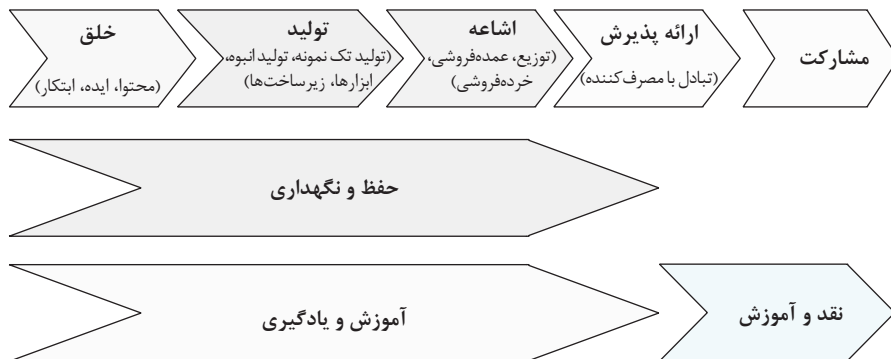 خلق
(محتوا، ایده، ابتکار)
تولید
(تولید تک نمونه، تولید انبوه،
ابزارها، زیرساخت‌ها)
اشاعه
(توزیع، عمده‌فروشی،
خرده‌فروشی)
ارائه پذیرش
(تبادل با مصرف‌کننده)
مشارکت
حفظ و نگهداری
آموزش و یادگیری
نقد و آموزش